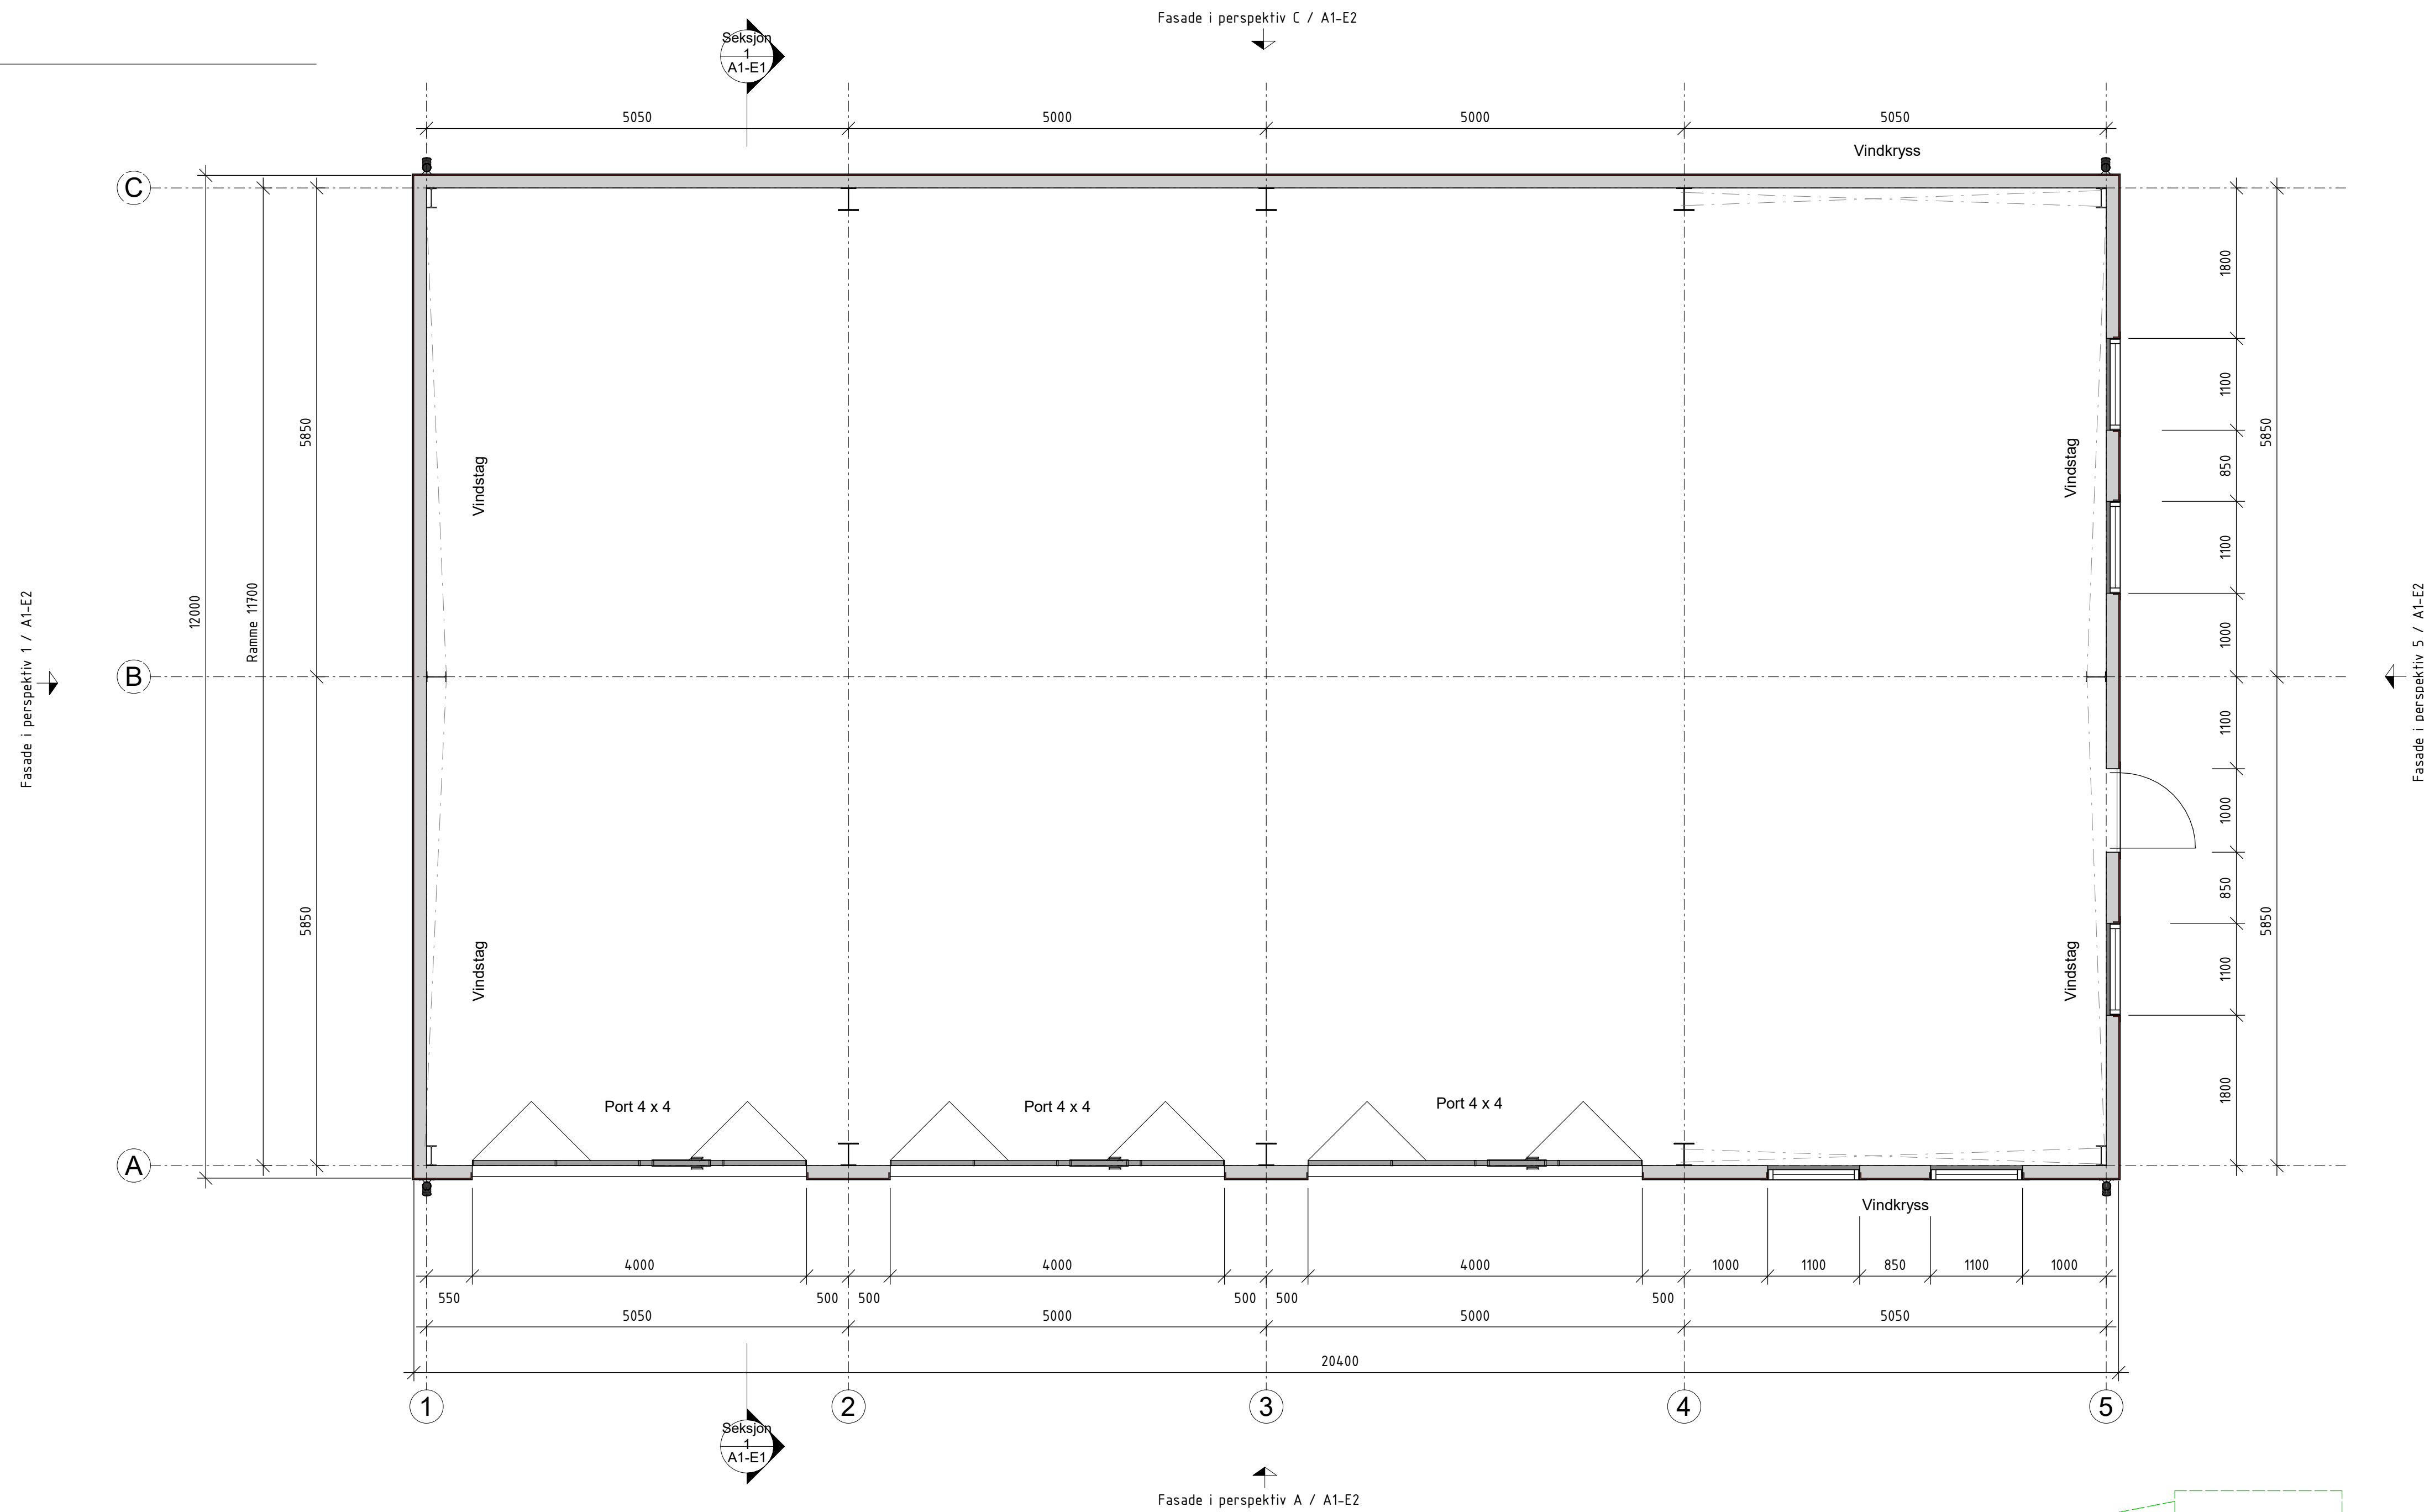 Fasade i perspektiv C / A1-E2
Seksjon
1
A1-E1
5050
5000
5000
5050
Vindkryss
C
B
A
12000
Ramme 11700
5850
5850
Fasade i perspektiv 1 / A1-E2
Vindstag
Vindstag
Vindstag
Vindstag
1800
1100
850
1100
1000
1100
1000
850
1100
1800
5850
5850
Fasade i perspektiv 5 / A1-E2
Port 4 x 4
Port 4 x 4
Port 4 x 4
Vindkryss
4000
4000
4000
1000
1100
850
1100
1000
550
500
500
500
500
500
5050
5000
5000
5050
20400
1
2
3
4
5
Seksjon
1
A1-E1
Fasade i perspektiv A / A1-E2